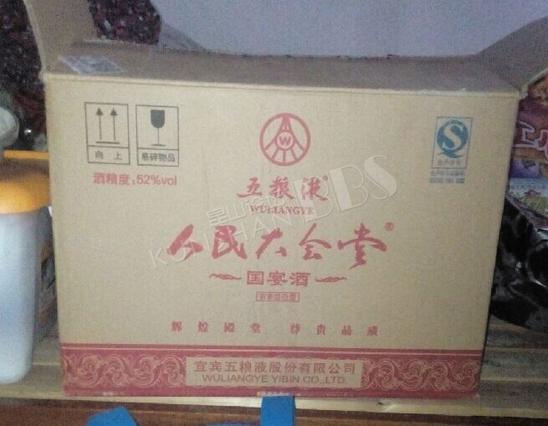 W
五粮液®
WULIANGYE
向上
易碎物品
酒精度:52%vol
人民大会堂®
国宴酒
辉煌殿堂 尊贵品藏
宜宾五粮液股份有限公司
WULIANGYE YIBIN CO.,LTD.